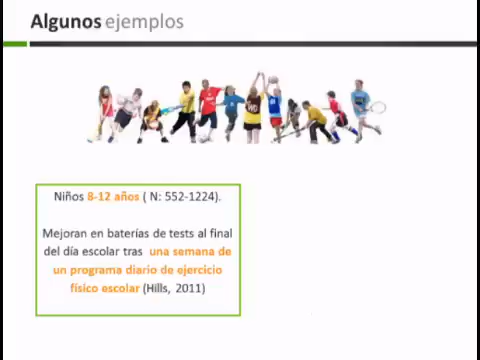 Algunos ejemplos
Niños 8-12 años ( N: 552-1224).
Mejoran en baterías de tests al final
del día escolar tras una semana de
un programa diario de ejercicio
físico escolar (Hills, 2011)